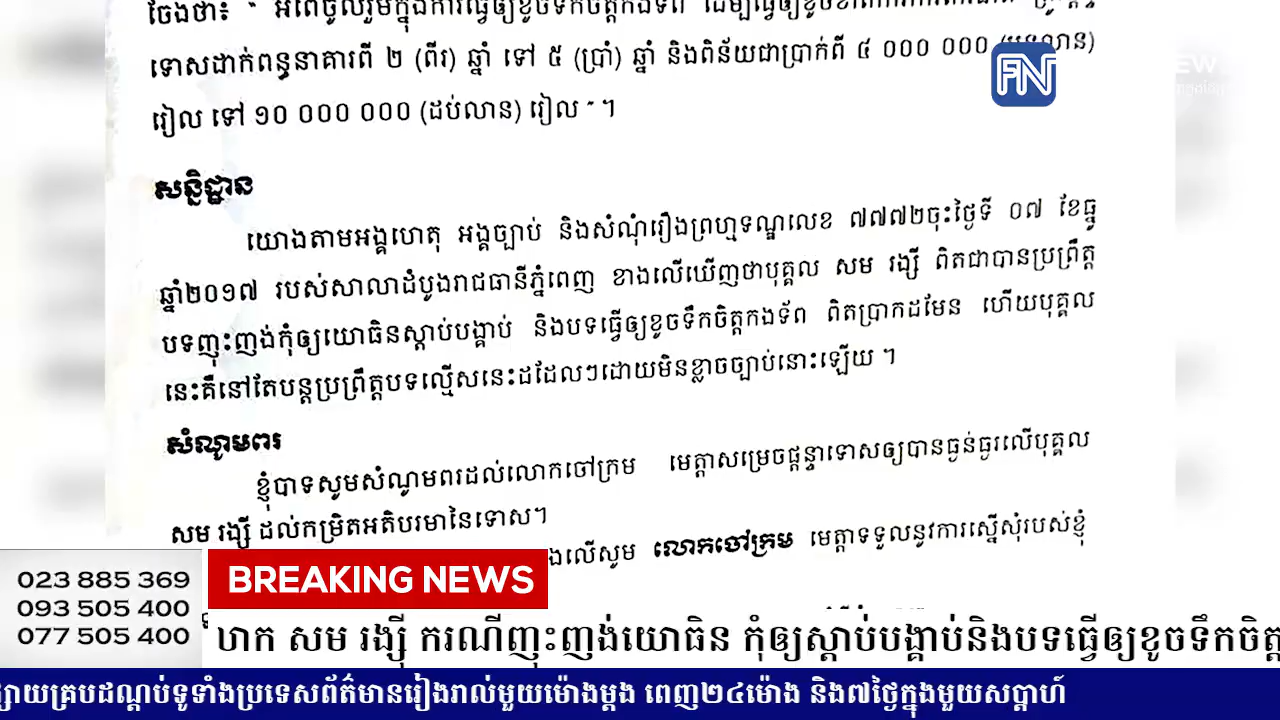 ចែងថា៖ "
ទោសដាក់ពន្ធនាគារពី ២ (ពីរ) ឆ្នាំ ទៅ ៥ (ប្រាំ) ឆ្នាំ និងពិន័យជាប្រាក់ពី ៤ ០០០ ០០០
រៀល ទៅ ១០ ០០០ ០០០ (ដប់លាន) រៀល " ។
FN
សន្និដ្ឋាន
យោងតាមអង្គហេតុ អង្គច្បាប់ និងសំណុំរឿងព្រហ្មទណ្ឌលេខ ៧៧៧២ចុះថ្ងៃទី ០៧ ខែធ្នូ
ឆ្នាំ២០១៧ របស់សាលាដំបូងរាជធានីភ្នំពេញ ខាងលើឃើញថាបុគ្គល សម រង្ស៊ី ពិតជាបានប្រព្រឹត្ត
បទញុះញង់កុំឲ្យយោធិនស្តាប់បង្គាប់ និងបទធ្វើឲ្យខូចទឹកចិត្តកងទ័ព ពិតប្រាកដមែន ហើយបុគ្គល
នេះគឺនៅតែបន្តប្រព្រឹត្តបទល្មើសនេះដដែលៗដោយមិនខ្លាចច្បាប់នោះឡើយ ។
សំណូមពរ
ខ្ញុំបាទសូមសំណូមពរដល់លោកចៅក្រម មេត្តាសម្រេចផ្តន្ទាទោសឲ្យបានធ្ងន់ធ្ងរលើបុគ្គល
សម រង្ស៊ី ដល់កម្រិតអតិបរមានៃទោស។
ងលើសូម លោកចៅក្រម មេត្តាទទួលនូវការស្នើសុំរបស់ខ្ញុំ
023 885 369
093 505 400
077 505 400
BREAKING NEWS
ហាក សម រង្ស៊ី ករណីញុះញង់យោធិន កុំឲ្យស្តាប់បង្គាប់និងបទធ្វើឲ្យខូចទឹកចិត្ត
ផ្សាយគ្របដណ្តប់ទូទាំងប្រទេសព័ត៌មានរៀងរាល់មួយម៉ោងម្តង ពេញ២៤ម៉ោង និង៧ថ្ងៃក្នុងមួយសប្តាហ៍